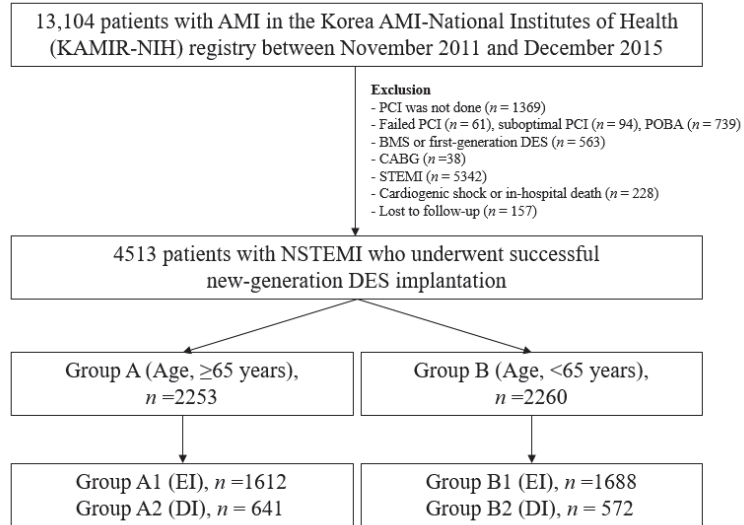 13,104 patients with AMI in the Korea AMI-National Institutes of Health
(KAMIR-NIH) registry between November 2011 and December 2015
Exclusion
- PCI was not done (n = 1369)
- Failed PCI (n = 61), suboptimal PCI (n = 94), POBA (n = 739)
- BMS or first-generation DES (n = 563)
- CABG (n =38)
- STEMI (n = 5342)
- Cardiogenic shock or in-hospital death (n = 228)
- Lost to follow-up (n = 157)
4513 patients with NSTEMI who underwent successful
new-generation DES implantation
Group A (Age, ≥65 years),
n =2253
Group B (Age, <65 years),
n =2260
Group A1 (EI), n =1612
Group A2 (DI), n = 641
Group B1 (EI), n =1688
Group B2 (DI), n = 572